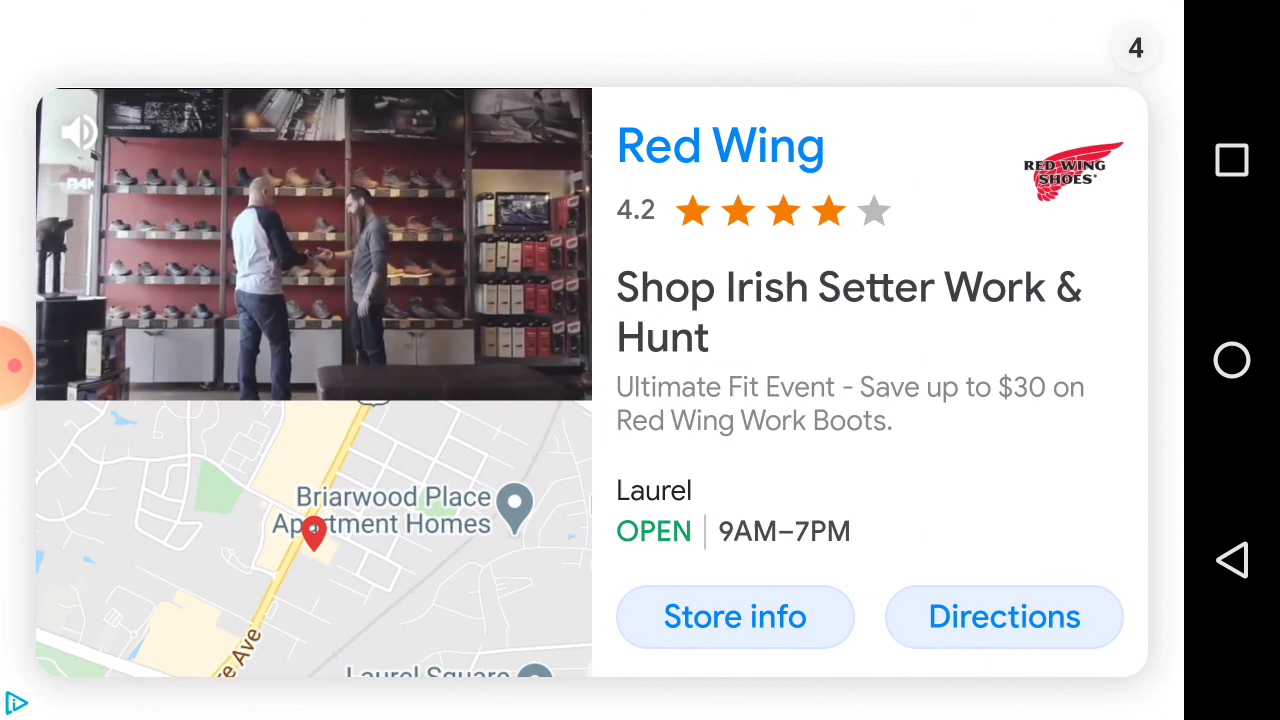 4
Red Wing
RED WING
SHOES
4.2
Shop Irish Setter Work &
Hunt
Ultimate Fit Event - Save up to $30 on
Red Wing Work Boots.
Laurel
OPEN
9AM–7PM
Store info
Directions
Briarwood Place
Apartment Homes
re Ave
Laurel Square